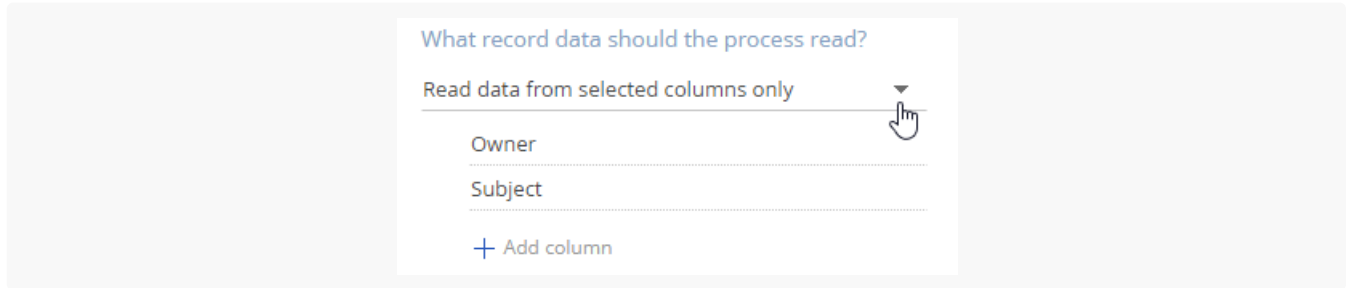 What record data should the process read?
Read data from selected columns only
Owner
Subject
+ Add column